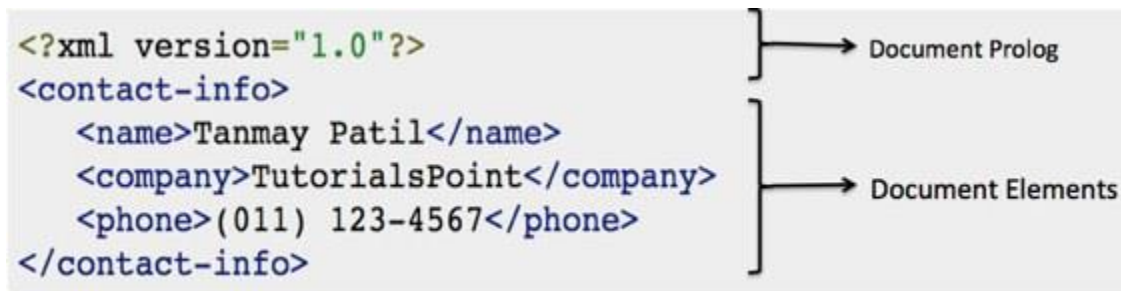 <?xml version="1.0"?>
Document Prolog
<contact-info>
<name>Tanmay Patil</name>
<company>TutorialsPoint</company>
Document Elements
<phone>(011) 123-4567</phone>
</contact-info>